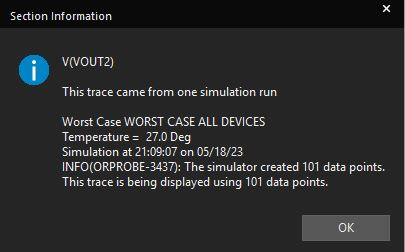 Section Information
V(VOUT2)
This trace came from one simulation run
Worst Case WORST CASE ALL DEVICES
Temperature =  27.0 Deg
Simulation at 21:09:07 on 05/18/23
INFO(ORPROBE-3437): The simulator created 101 data points.
This trace is being displayed using 101 data points.
OK